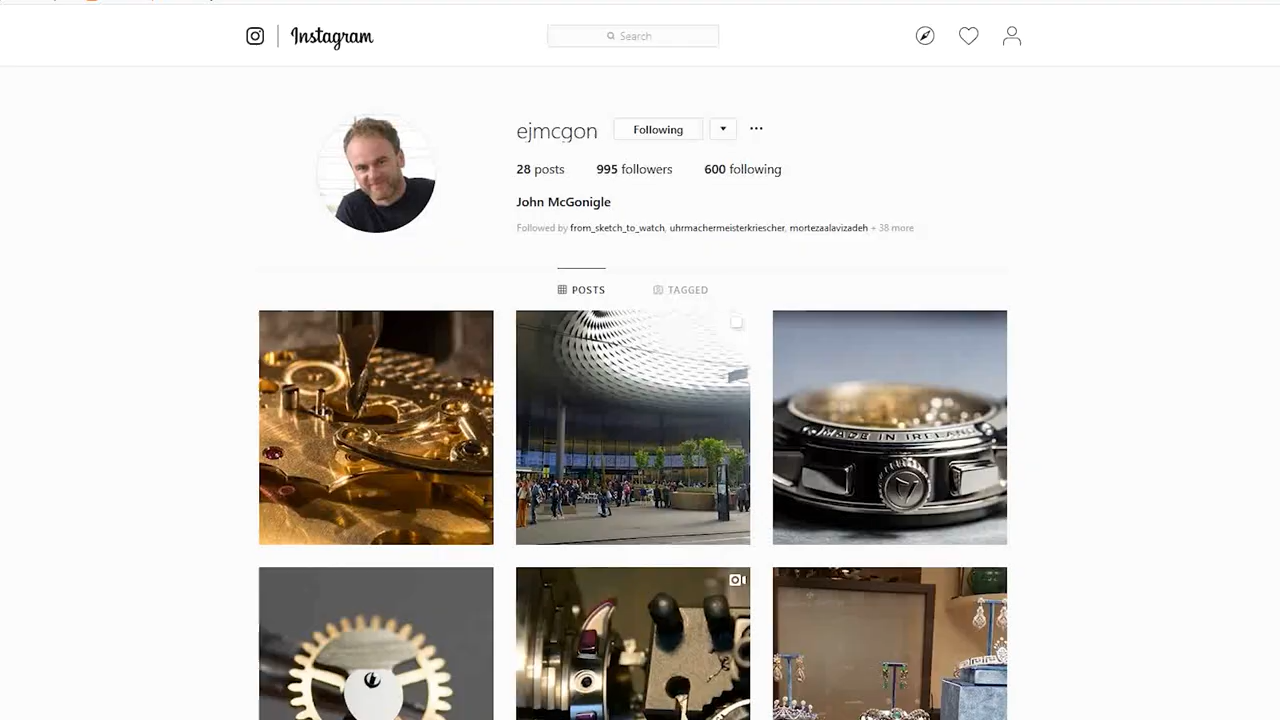 Instagram
Search
ejmcgon
Following
28 posts 995 followers 600 following
John McGonigle
Followed by from_sketch_to_watch, uhrmachermeisterkriescher, mortezaalavizadeh + 38 more
POSTS TAGGED
MADE IN IRELAND